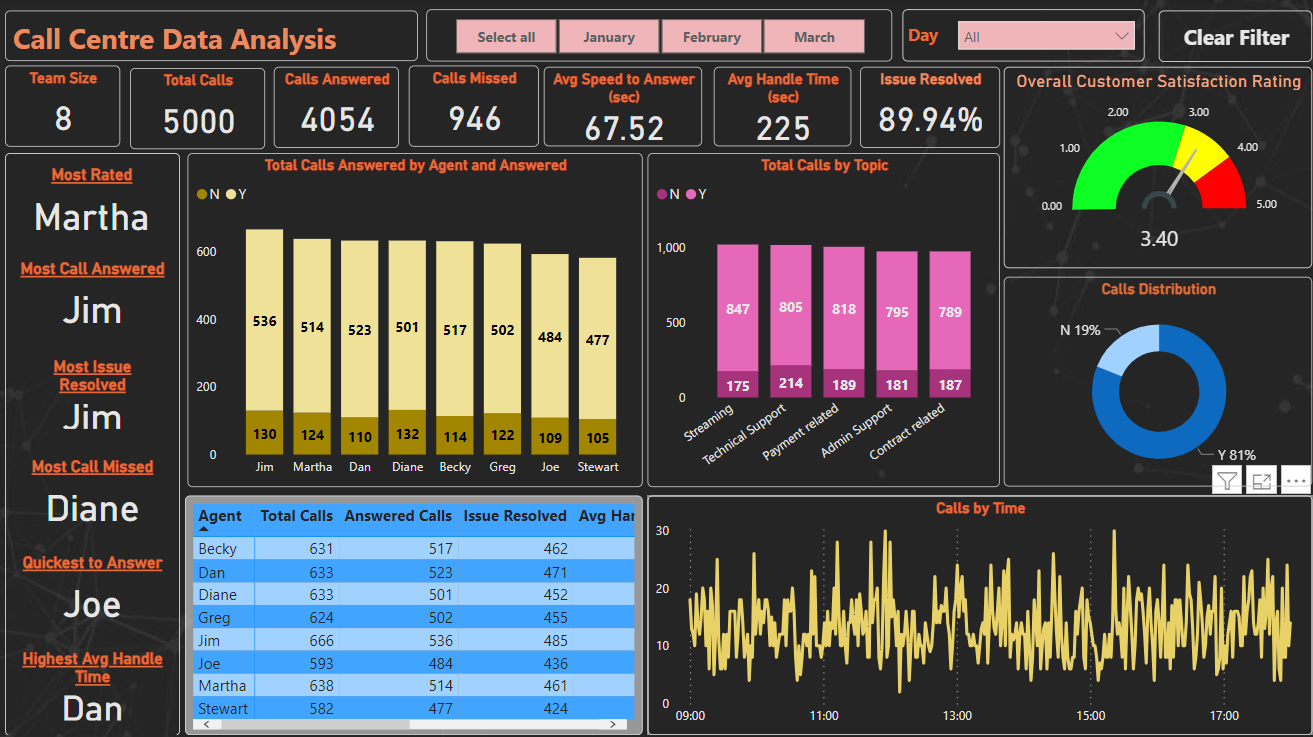 Call Centre Data Analysis
Select all January February March
Day All
Clear Filter
Team Size
8
Total Calls
5000
Calls Answered
4054
Calls Missed
946
Avg Speed to Answer
(sec)
67.52
Avg Handle Time
(sec)
225
Issue Resolved
89.94%
Overall Customer Satisfaction Rating
0.00
1.00
2.00
3.00
4.00
5.00
3.40
Most Rated
Martha
Most Call Answered
Jim
Most Issue
Resolved
Jim
Most Call Missed
Diane
Quickest to Answer
Joe
Highest Avg Handle
Time
Dan
Total Calls Answered by Agent and Answered
N Y
600
400
200
0
536 514 523 501 517 502 484 477
130 124 110 132 114 122 109 105
Jim Martha Dan Diane Becky Greg Joe Stewart
Total Calls by Topic
N Y
1,000
500
0
847 805 818 795 789
175 214 189 181 187
Streaming
Technical Support
Payment related
Admin Support
Contract related
Calls Distribution
N 19%
Y 81%
Agent Total Calls Answered Calls Issue Resolved Avg Har
Becky 631 517 462
Dan 633 523 471
Diane 633 501 452
Greg 624 502 455
Jim 666 536 485
Joe 593 484 436
Martha 638 514 461
Stewart 582 477 424
Calls by Time
30
20
10
0
09:00 11:00 13:00 15:00 17:00